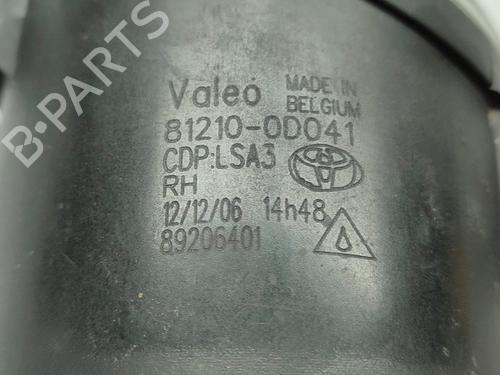 B-PARTS
Valeo MADE IN
BELGIUM
81210-0D041
CDP:LSA3
RH
12/12/06 14h48
89206401